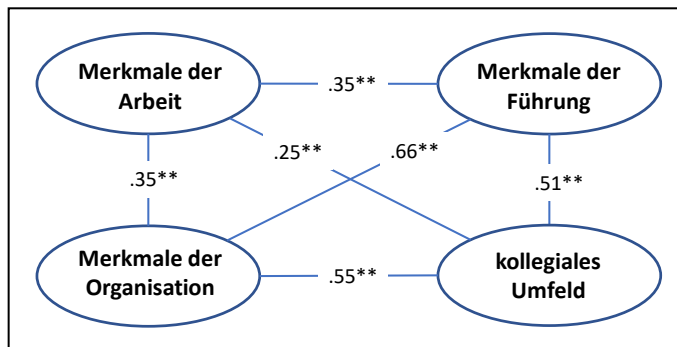 Merkmale der
Arbeit
.35**
Merkmale der
Führung
.35**
.25**
.66**
.51**
Merkmale der
Organisation
.55**
kollegiales
Umfeld